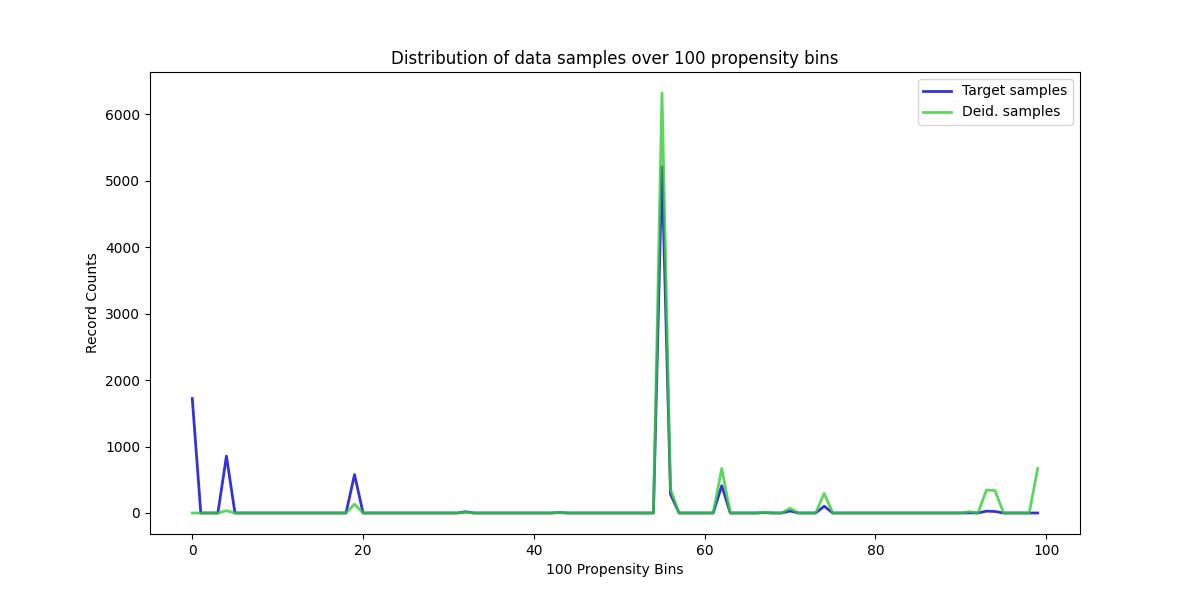 Distribution of data samples over 100 propensity bins
Target samples
Deid. samples
6000
5000
4000
3000
2000
1000
0
Record Counts
0 20 40 60 80 100
100 Propensity Bins